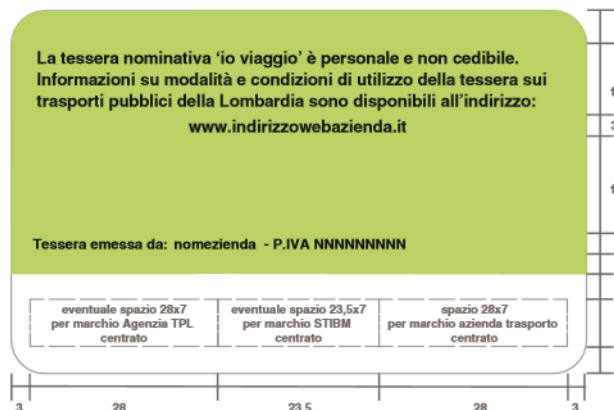 La tessera nominativa ‘io viaggio’ è personale e non cedibile.
Informazioni su modalità e condizioni di utilizzo della tessera sui
trasporti pubblici della Lombardia sono disponibili all’indirizzo:
www.indirizzowebazienda.it
Tessera emessa da: nomezienda - P.IVA NNNNNNNNN
eventuale spazio 28x7
per marchio Agenzia TPL
centrato
eventuale spazio 23,5x7
per marchio STIBM
centrato
spazio 28x7
per marchio azienda trasporto
centrato
3 28 23,5 28 3